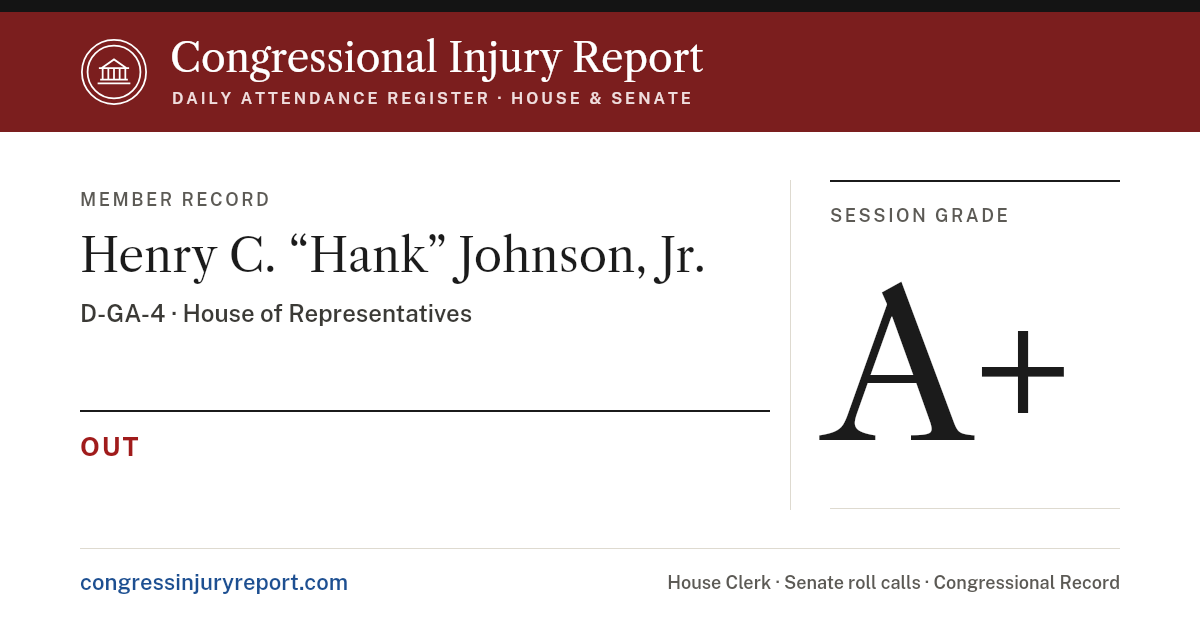 Congressional Injury Report
DAILY ATTENDANCE REGISTER · HOUSE & SENATE
MEMBER RECORD
Henry C. “Hank” Johnson, Jr.
D-GA-4 · House of Representatives
OUT
SESSION GRADE
A+
congressinjuryreport.com
House Clerk · Senate roll calls · Congressional Record